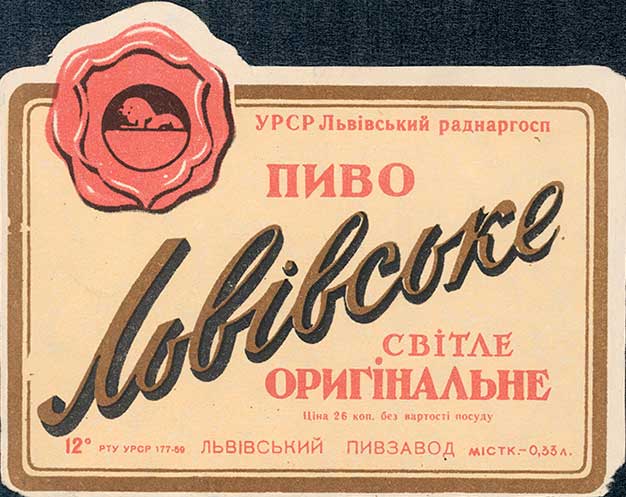 УРСР Львівський раднаргосп
ПИВО
Львівське
СВІТЛЕ
ОРИГІНАЛЬНЕ
Ціна 26 коп. без вартості посуду
12° РТУ УРСР 177-59 ЛЬВІВСЬКИЙ ПИВЗАВОД МІСТК.-0,33 л.